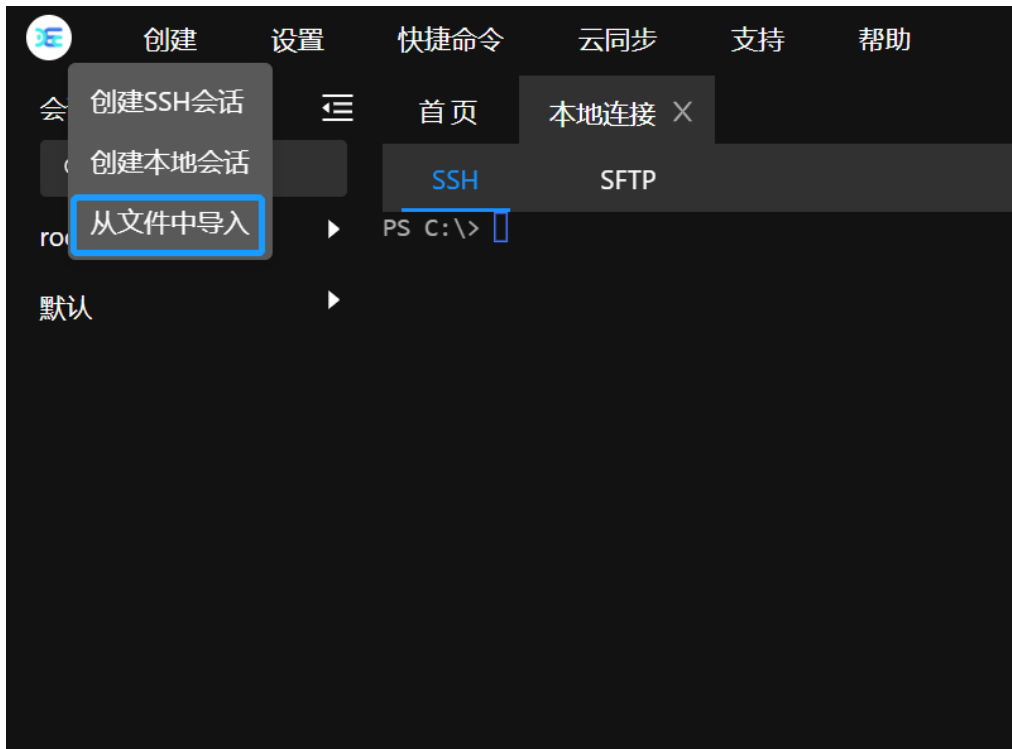 创建 设置 快捷命令 云同步 支持 帮助
创建SSH会话
创建本地会话
从文件中导入
会
首页 本地连接 X
SSH SFTP
PS C:\>
默认